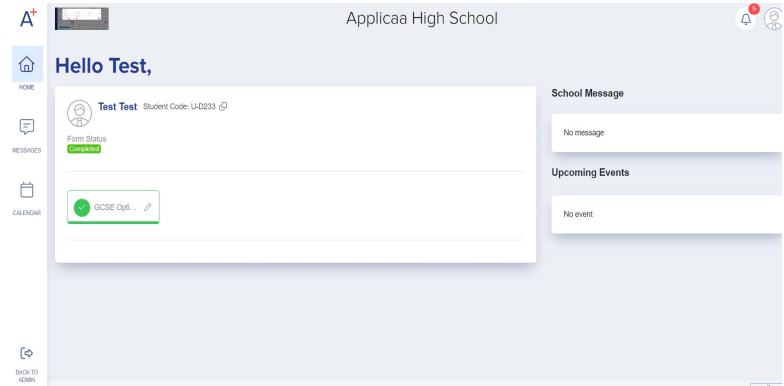 A+
Applicaa High School
5
HOME
MESSAGES
CALENDAR
BACK TO
ADMIN
Hello Test,
Test Test Student Code: U-D233
Form Status
Completed
GCSE Opti...
School Message
No message
Upcoming Events
No event